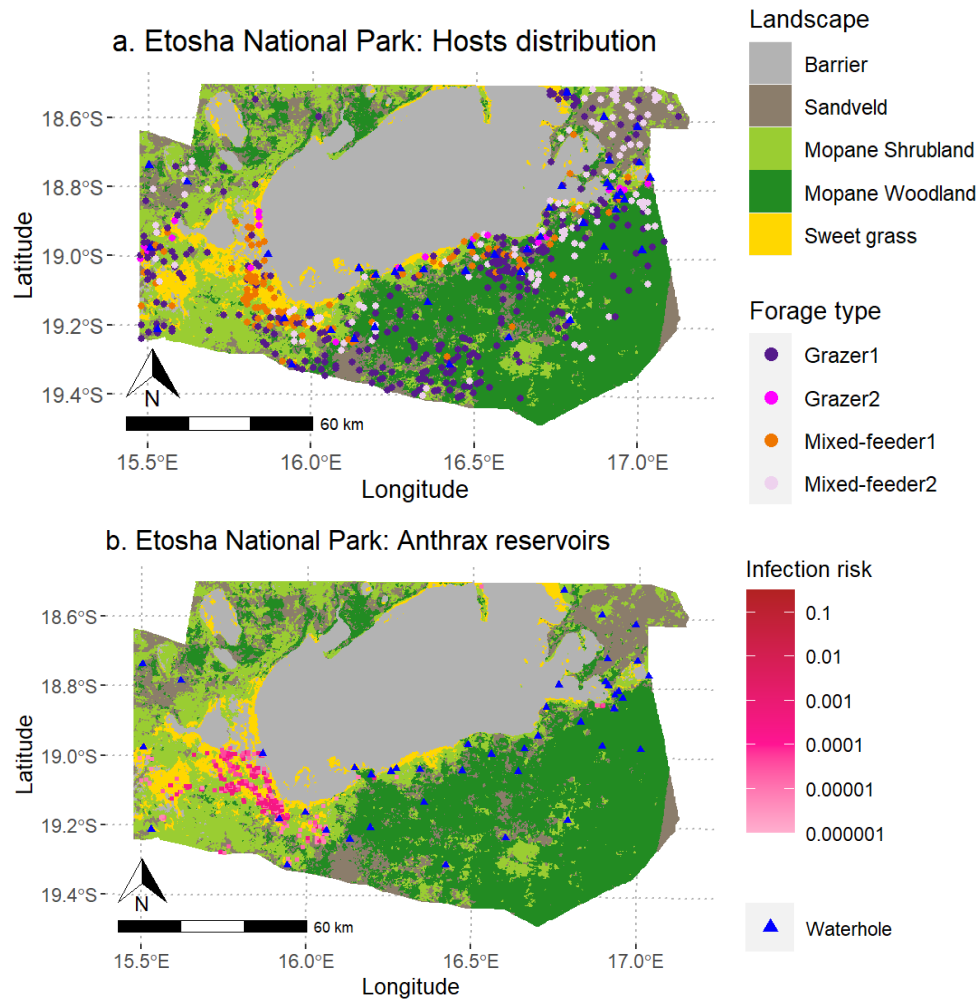 a. Etosha National Park: Hosts distribution
Latitude
18.6°S
18.8°S
19.0°S
19.2°S
19.4°S
N
60 km
15.5°E
16.0°E
16.5°E
17.0°E
Longitude
Landscape
Barrier
Sandveld
Mopane Shrubland
Mopane Woodland
Sweet grass
Forage type
Grazer1
Grazer2
Mixed-feeder1
Mixed-feeder2
b. Etosha National Park: Anthrax reservoirs
Latitude
18.6°S
18.8°S
19.0°S
19.2°S
19.4°S
N
60 km
15.5°E
16.0°E
16.5°E
17.0°E
Longitude
Infection risk
0.1
0.01
0.001
0.0001
0.00001
0.000001
Waterhole